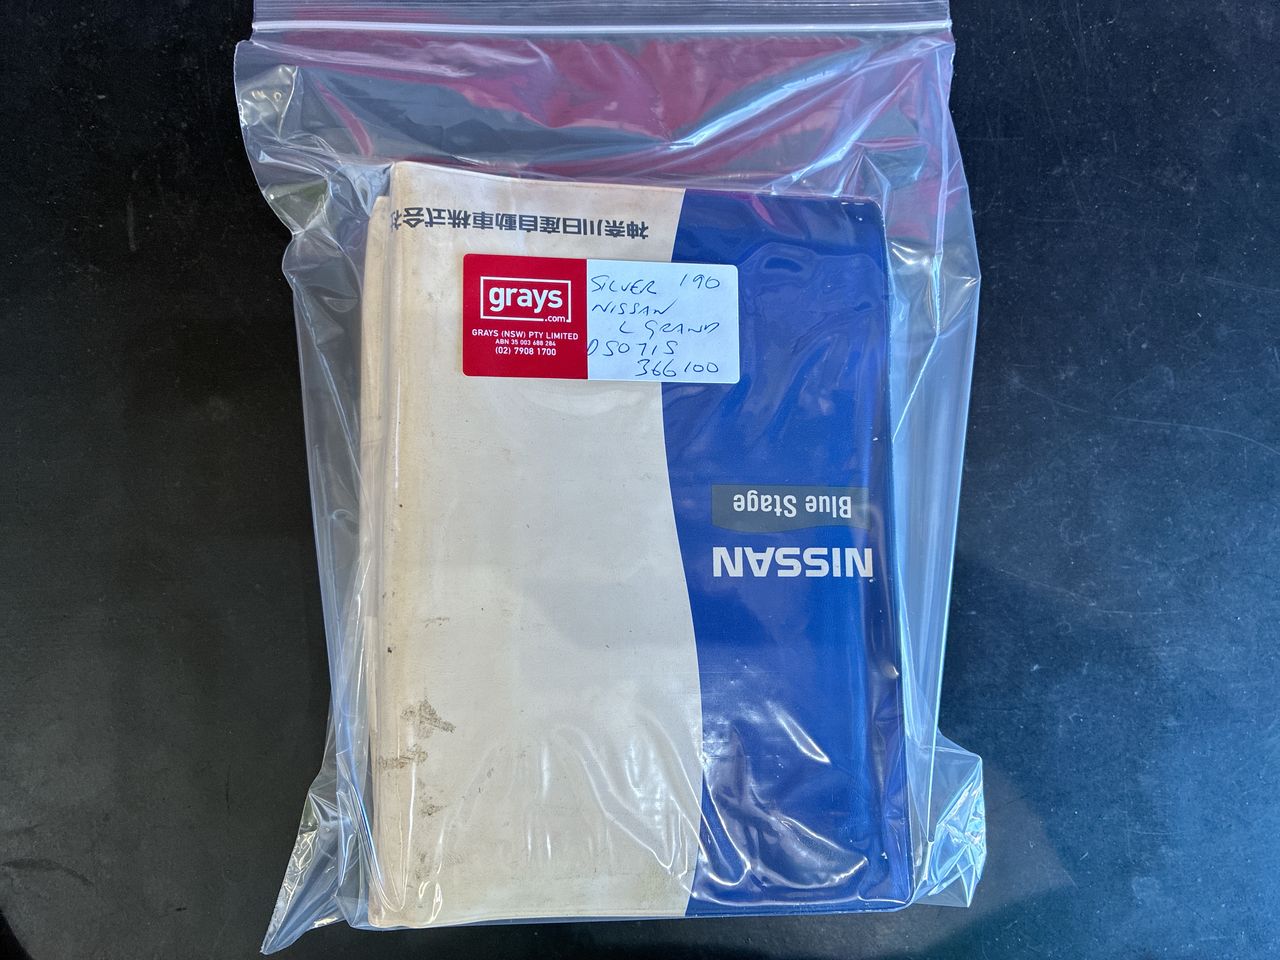 神奈川日産自動車株式会社
grays
.com
GRAYS (NSW) PTY LIMITED
ABN 35 003 688 284
(02) 7908 1700
SILVER 190
NISSAN
L GRAND
DS071S
366100
Blue Stage
NISSAN